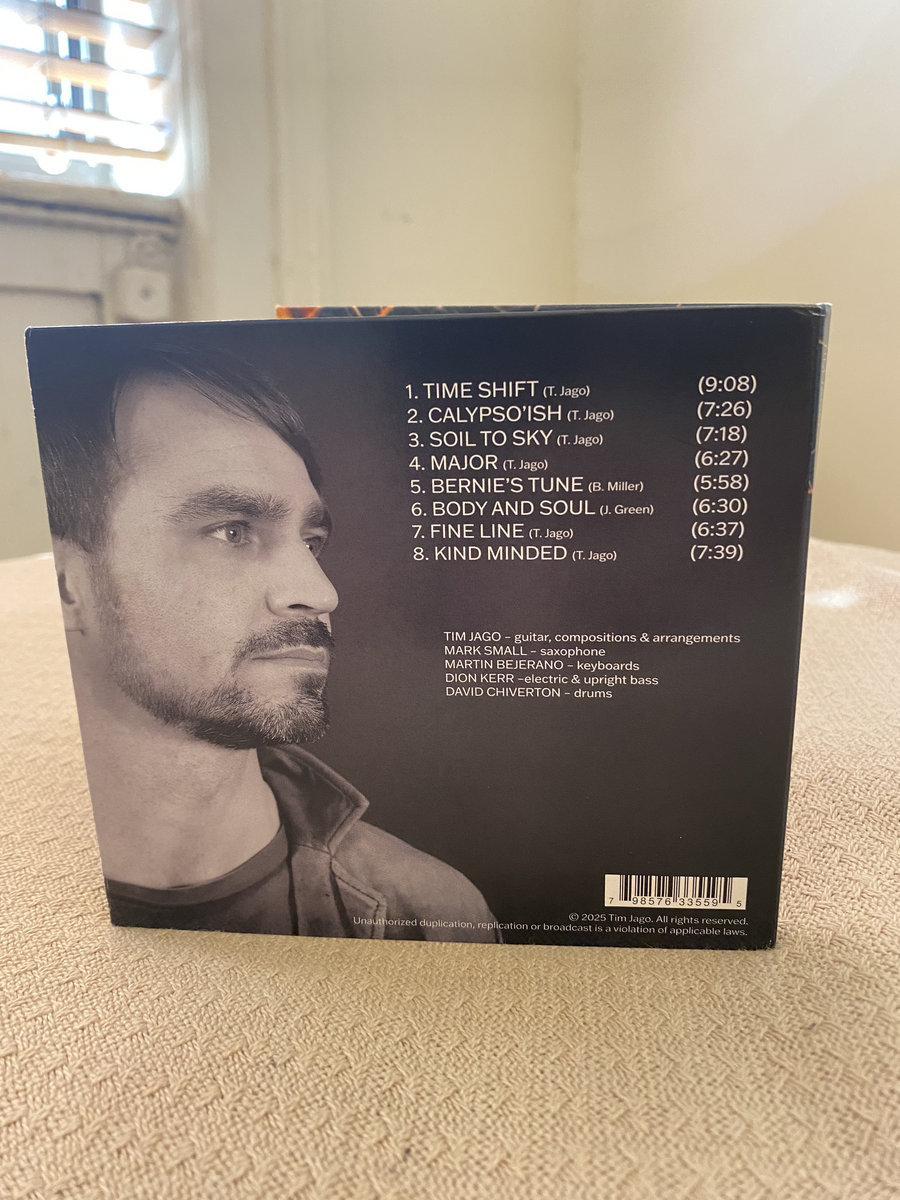 1. TIME SHIFT (T. Jago) (9:08)
2. CALYPSO'ISH (T. Jago) (7:26)
3. SOIL TO SKY (T. Jago) (7:18)
4. MAJOR (T. Jago) (6:27)
5. BERNIE'S TUNE (B. Miller) (5:58)
6. BODY AND SOUL (J. Green) (6:30)
7. FINE LINE (T. Jago) (6:37)
8. KIND MINDED (T. Jago) (7:39)
TIM JAGO – guitar, compositions & arrangements
MARK SMALL – saxophone
MARTIN BEJERANO – keyboards
DION KERR –electric & upright bass
DAVID CHIVERTON – drums
7 98576 33559 5
© 2025 Tim Jago. All rights reserved.
Unauthorized duplication, replication or broadcast is a violation of applicable laws.